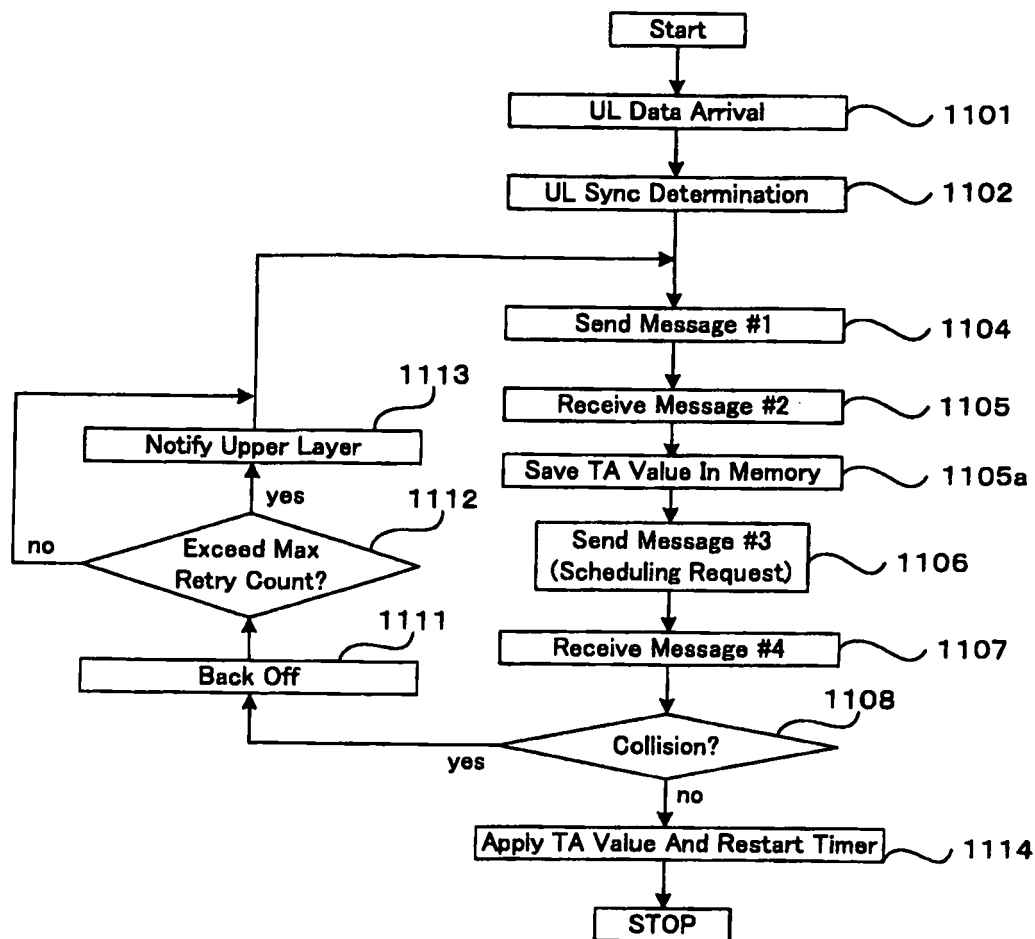 Start
UL Data Arrival
1101
UL Sync Determination
1102
Send Message #1
1104
Receive Message #2
1105
Save TA Value In Memory
1105a
Send Message #3
(Scheduling Request)
1106
Receive Message #4
1107
Collision?
1108
yes
no
Back Off
1111
Exceed Max
Retry Count?
1112
no
yes
Notify Upper Layer
1113
Apply TA Value And Restart Timer
1114
STOP